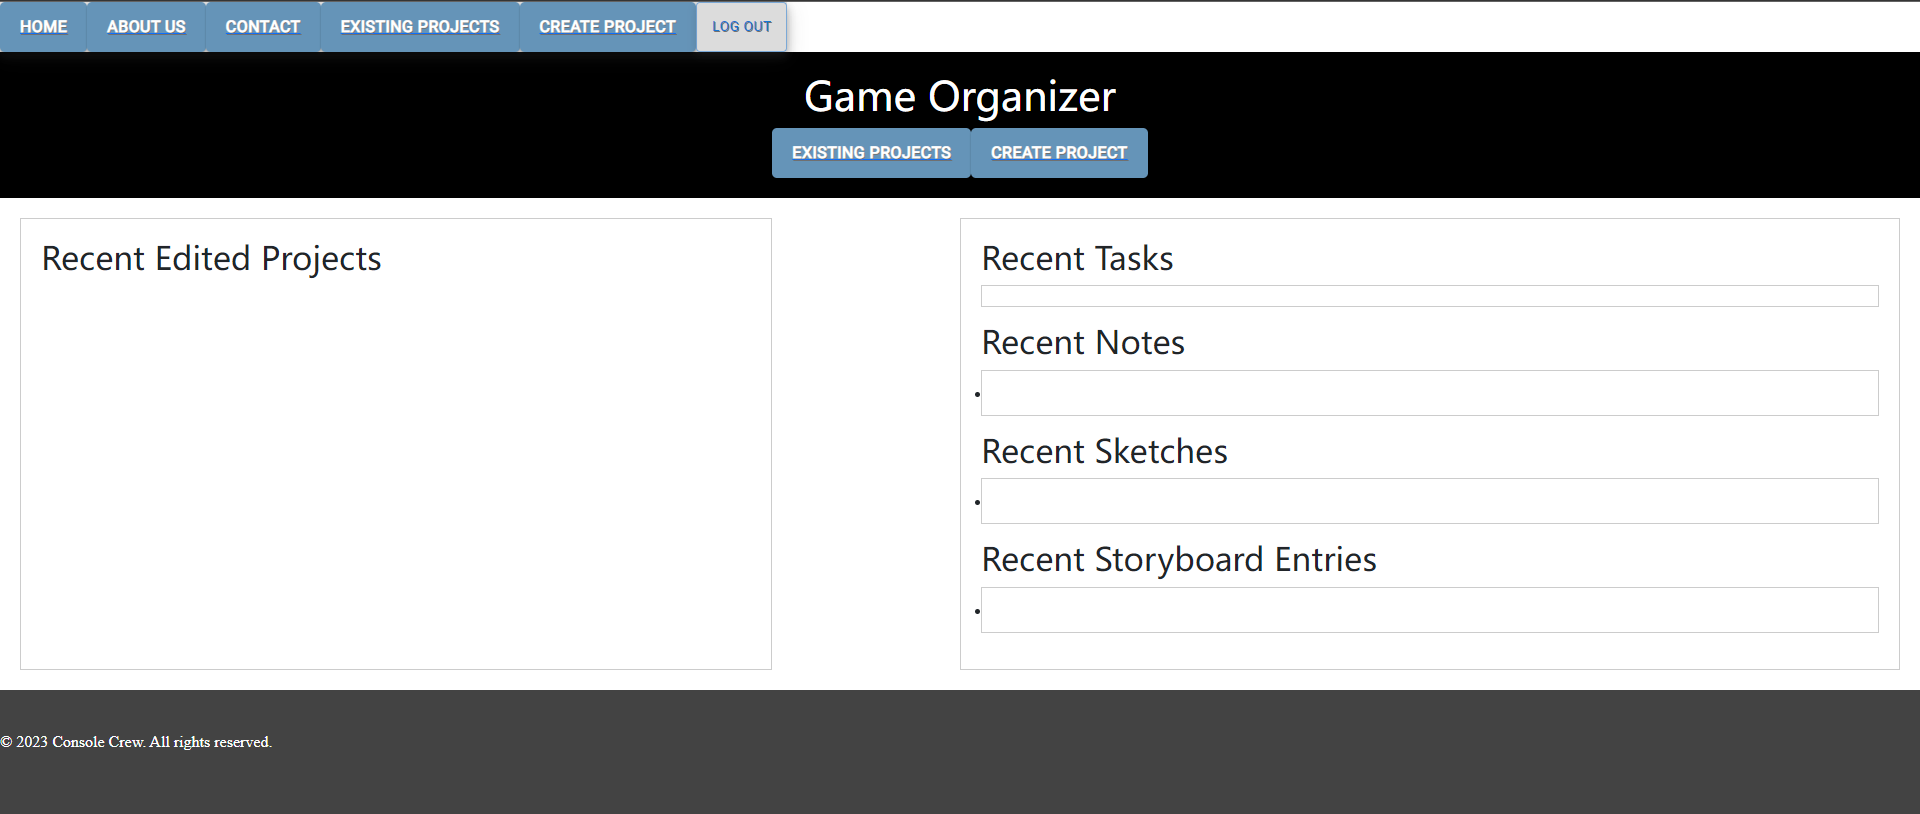 HOME ABOUT US CONTACT EXISTING PROJECTS CREATE PROJECT LOG OUT
Game Organizer
EXISTING PROJECTS CREATE PROJECT
Recent Edited Projects
Recent Tasks
Recent Notes
Recent Sketches
Recent Storyboard Entries
© 2023 Console Crew. All rights reserved.